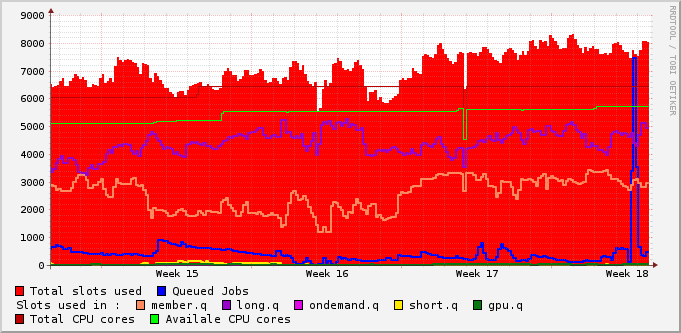 9000
8000
7000
6000
5000
4000
3000
2000
1000
0
Week 15 Week 16 Week 17 Week 18
Total slots used Queued Jobs
Slots used in : member.q long.q ondemand.q short.q gpu.q
Total CPU cores Availale CPU cores
RRDTOOL / TOBI OETIKER